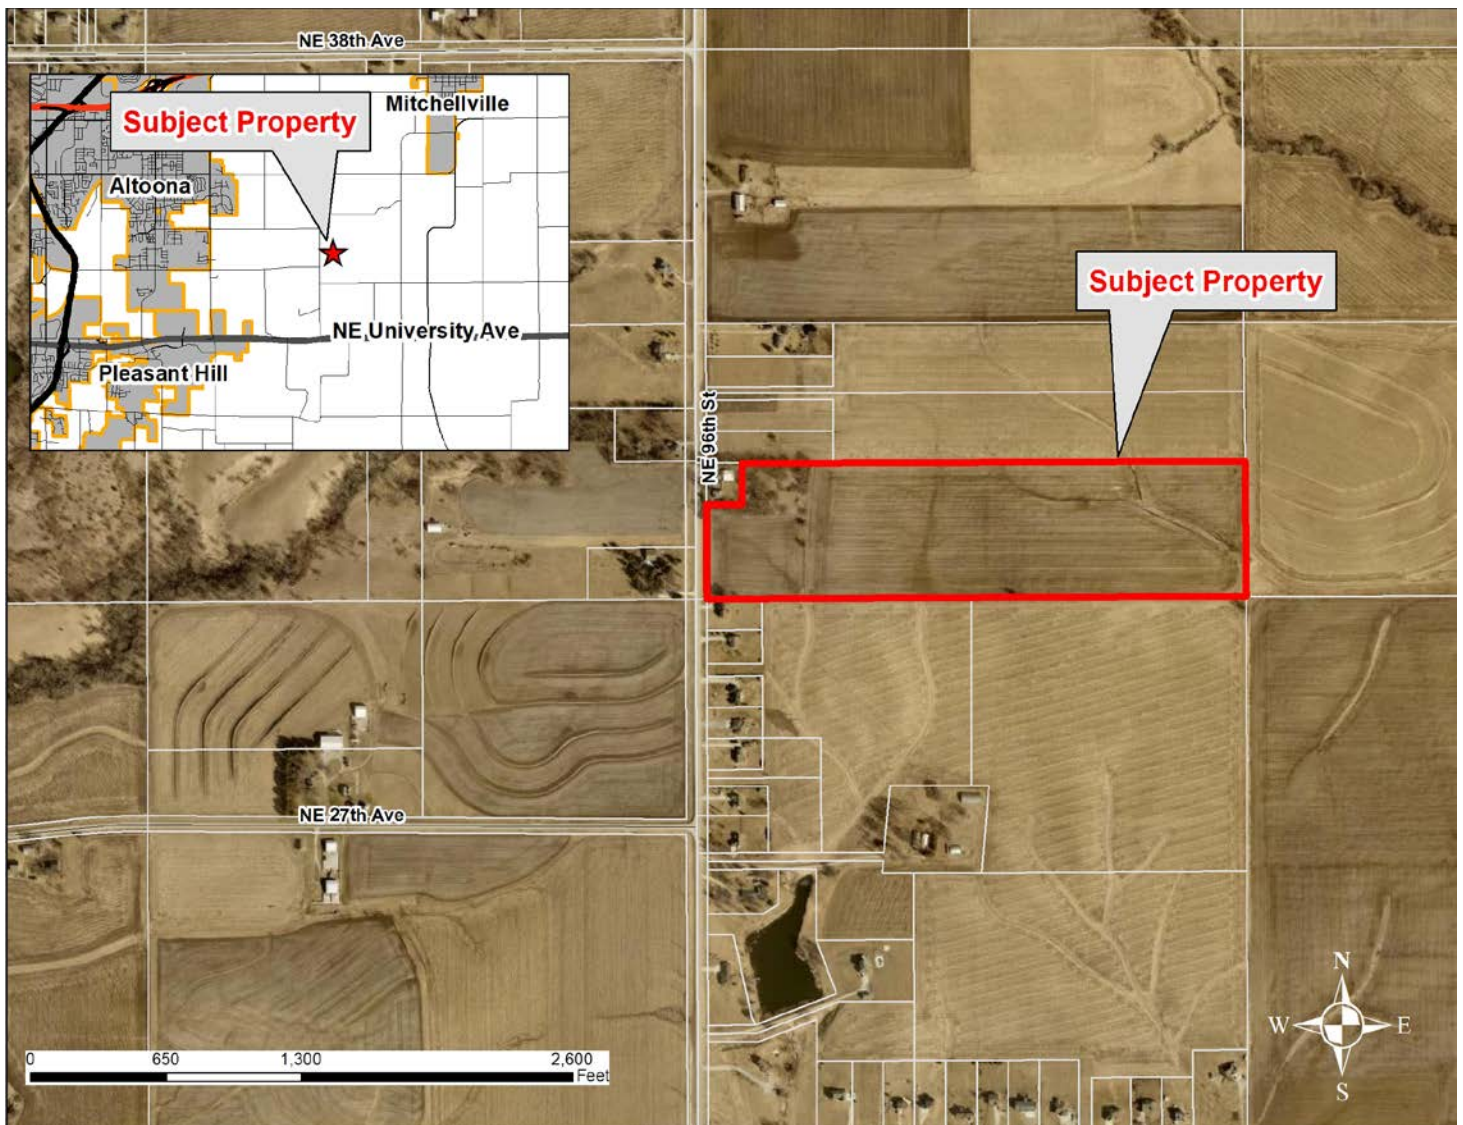 NE 38th Ave
Mitchellville
Subject Property
Altoona
NE University Ave
Pleasant Hill
Subject Property
NE 96th St
NE 27th Ave
N
W E
S
0 650 1,300 2,600
Feet